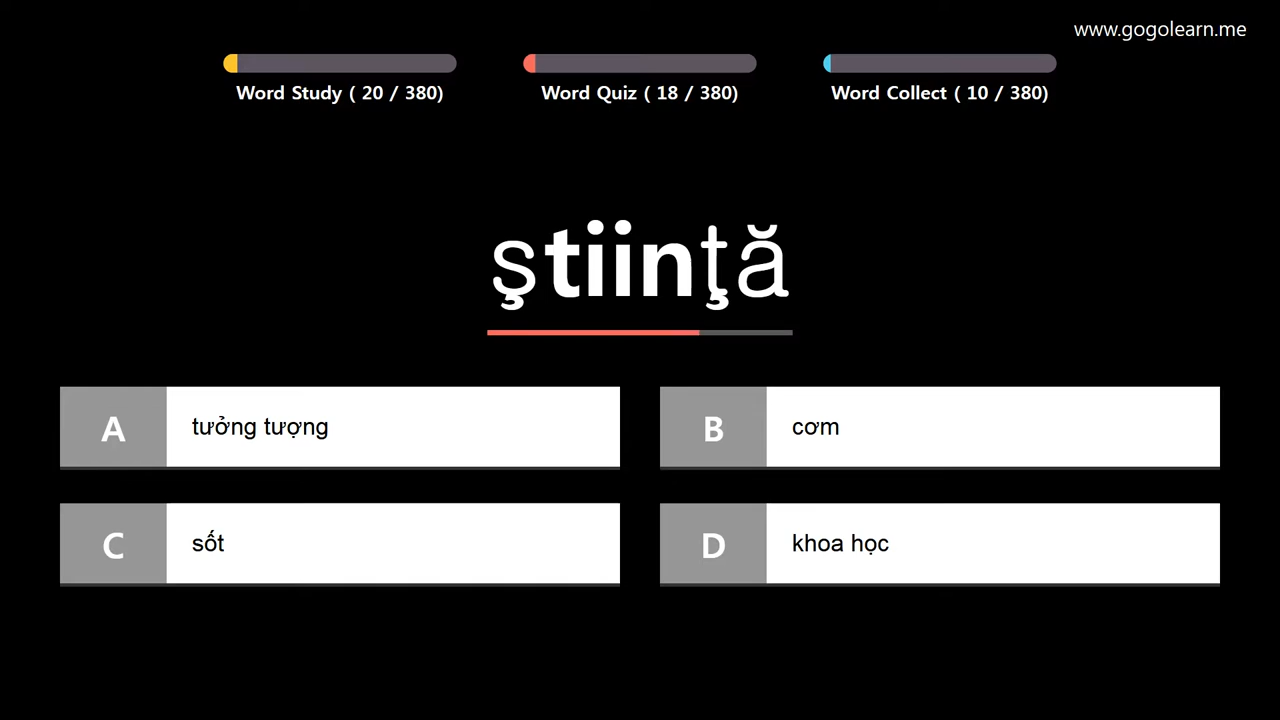 www.gogolearn.me
Word Study ( 20 / 380)
Word Quiz ( 18 / 380)
Word Collect ( 10 / 380)
ştiinţă
A
tưởng tượng
B
cơm
C
sốt
D
khoa học